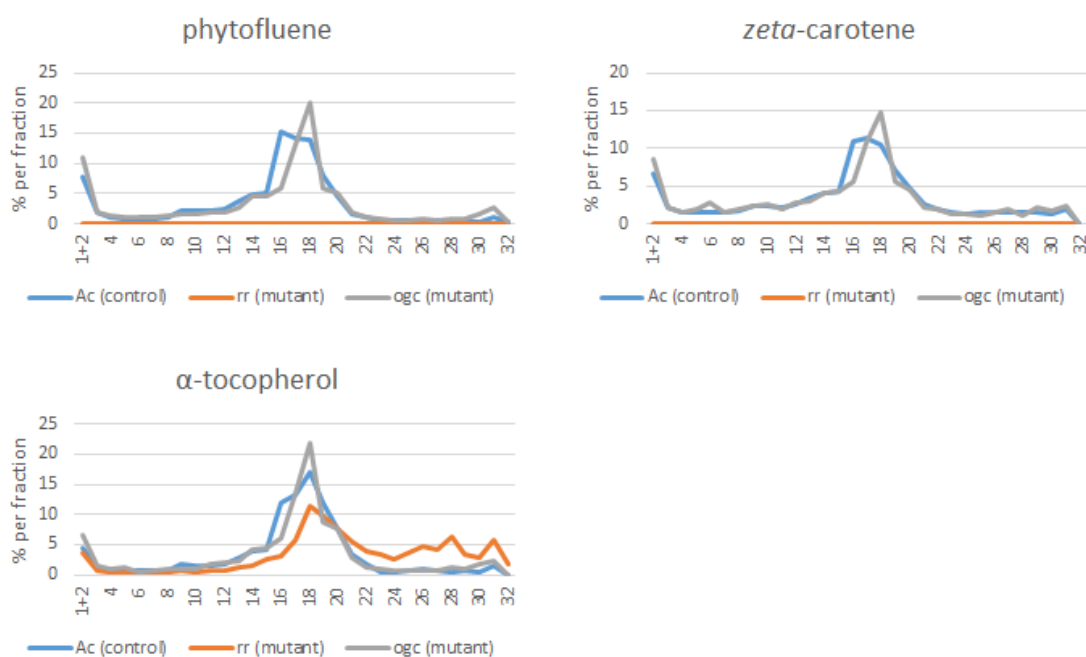 phytofluene
% per fraction
25
20
15
10
5
0
1+2 4 6 8 10 12 14 16 18 20 22 24 26 28 30 32
Ac (control) rr (mutant) ogc (mutant)
zeta-carotene
% per fraction
20
15
10
5
0
1+2 4 6 8 10 12 14 16 18 20 22 24 26 28 30 32
Ac (control) rr (mutant) ogc (mutant)
α-tocopherol
% per fraction
25
20
15
10
5
0
1+2 4 6 8 10 12 14 16 18 20 22 24 26 28 30 32
Ac (control) rr (mutant) ogc (mutant)